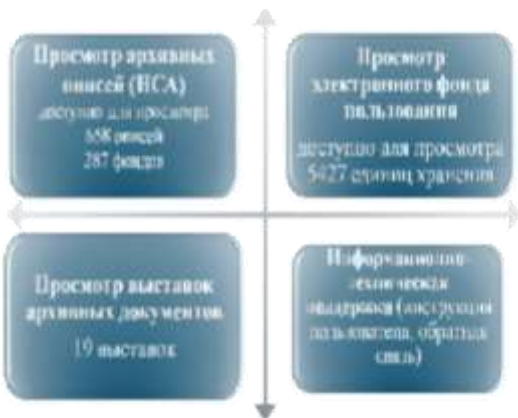 Просмотр архивных
описей (НСА)
доступно для просмотра
658 описей
287 фондов
Просмотр
электронного фонда
пользования
доступно для просмотра
5427 единиц хранения
Просмотр выставок
архивных документов
19 выставок
Информационно-
техническая
поддержка (инструкция
пользователя, обратная
связь)